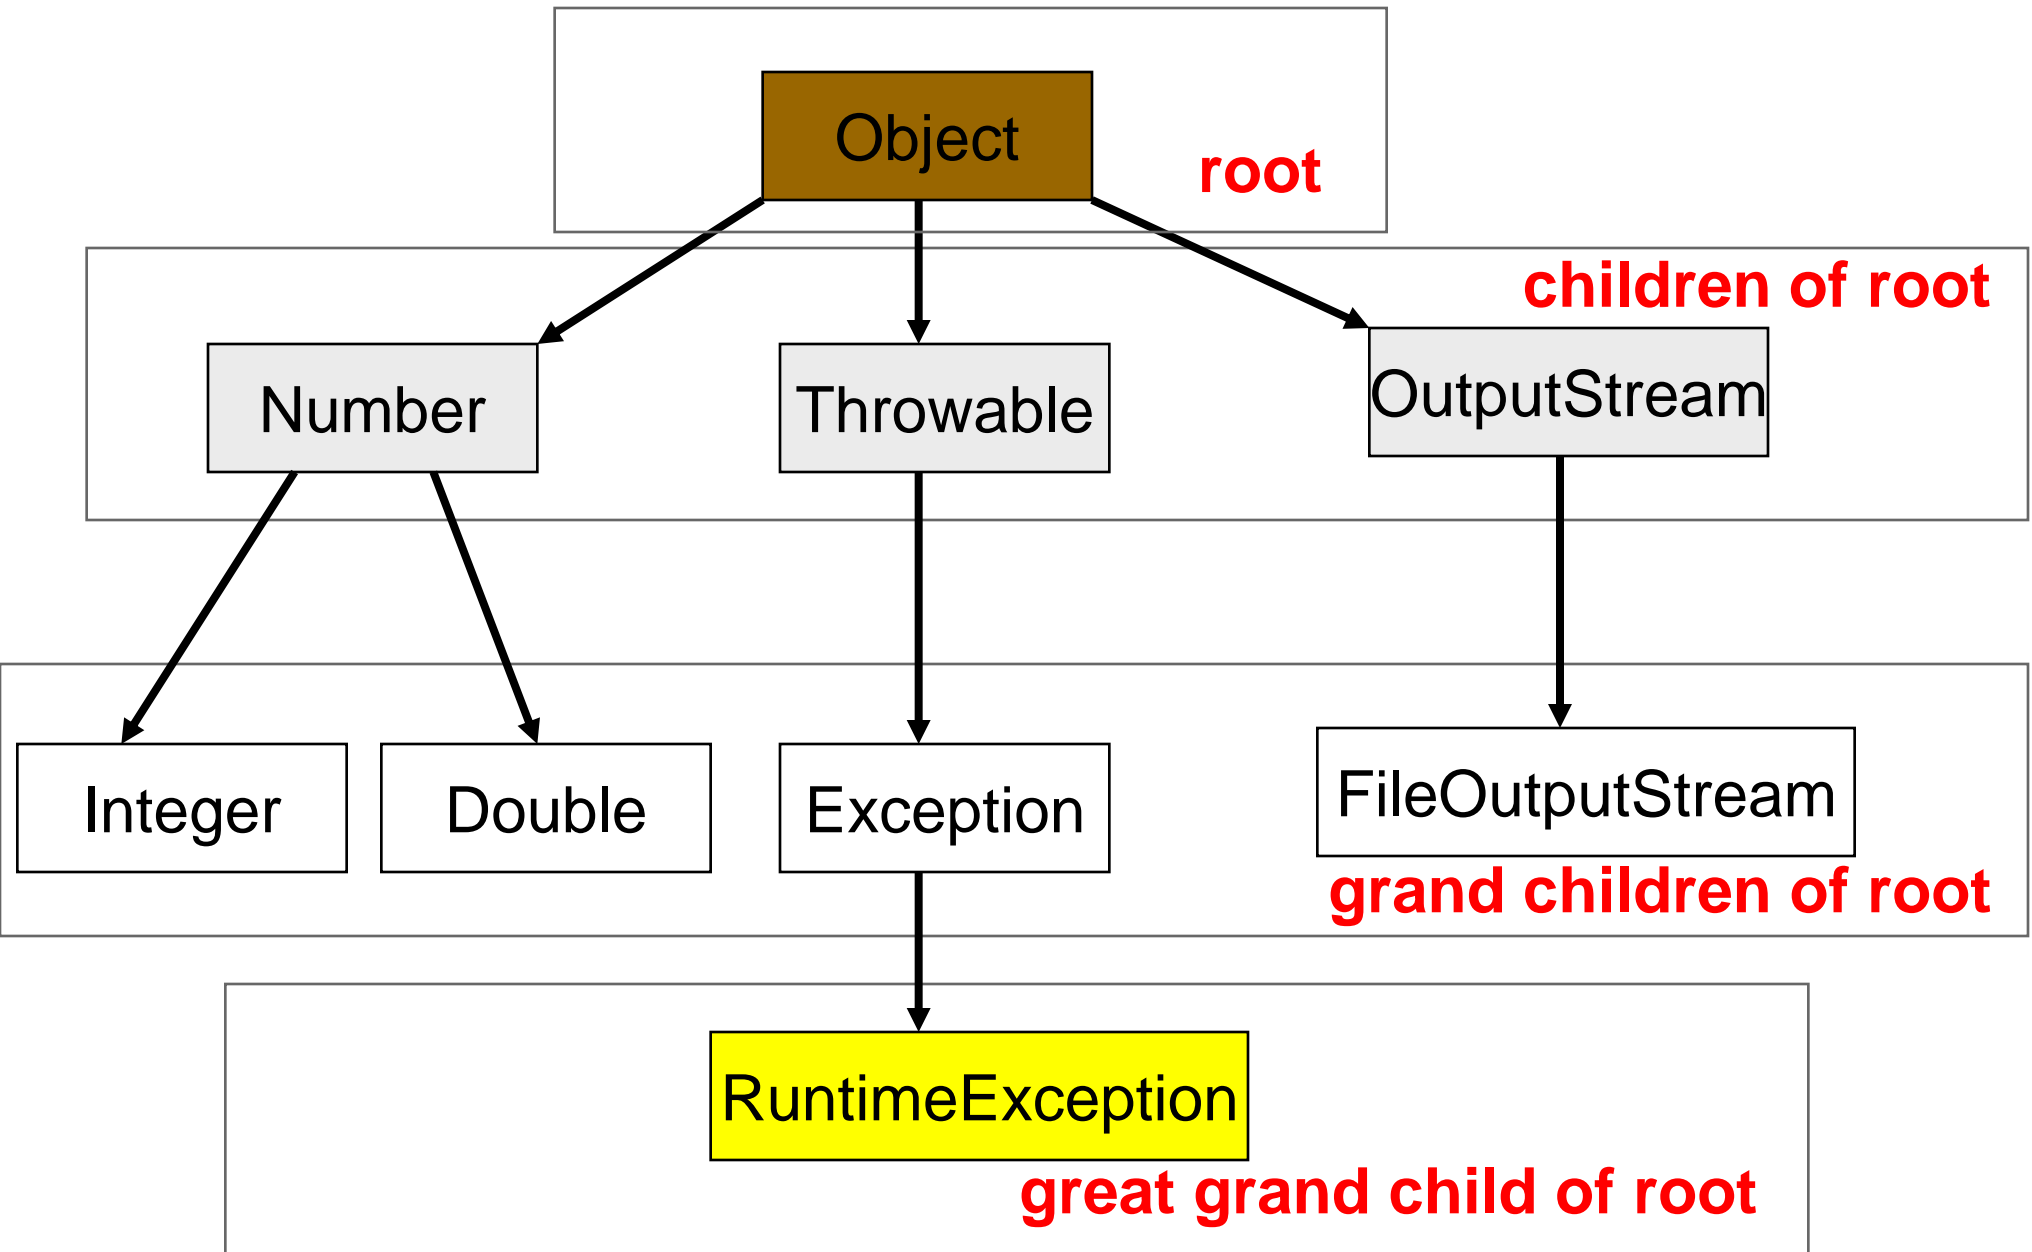 Object
root
children of root
Number
Throwable
OutputStream
Integer
Double
Exception
FileOutputStream
grand children of root
RuntimeException
great grand child of root